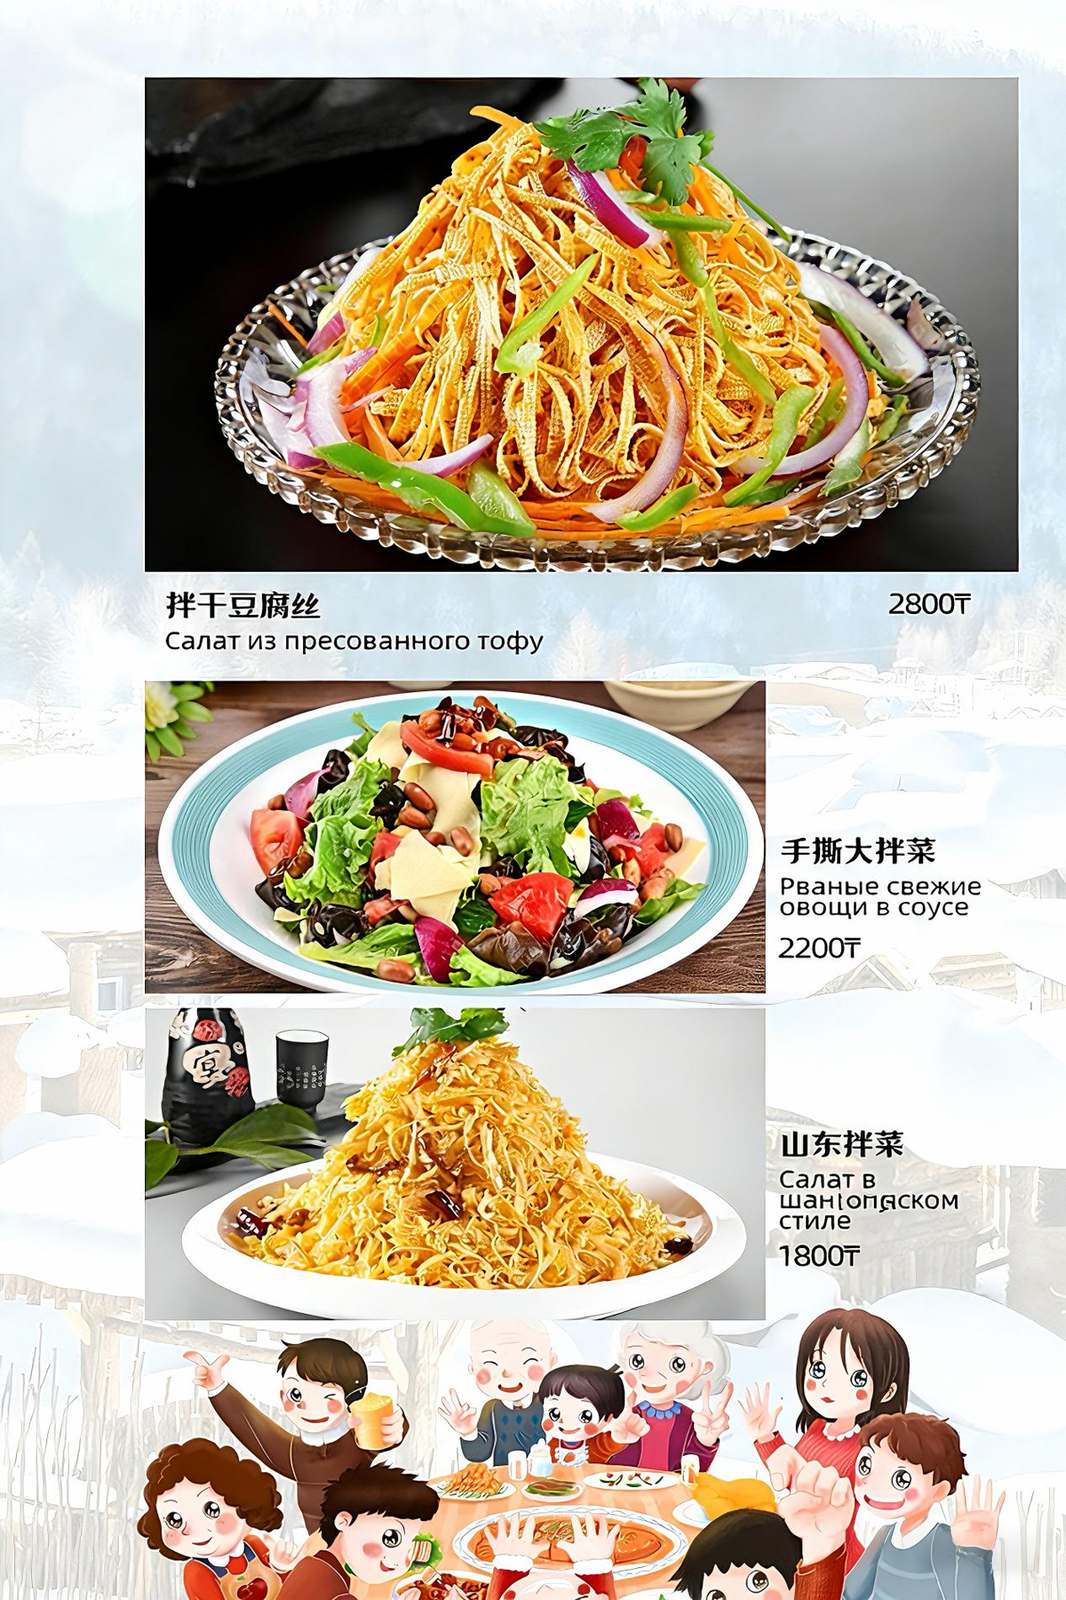 拌干豆腐丝
2800₸
Салат из пресованного тофу
手撕大拌菜
Рваные свежие
овощи в соусе
2200₸
宴
山东拌菜
Салат в
стиле
1800₸